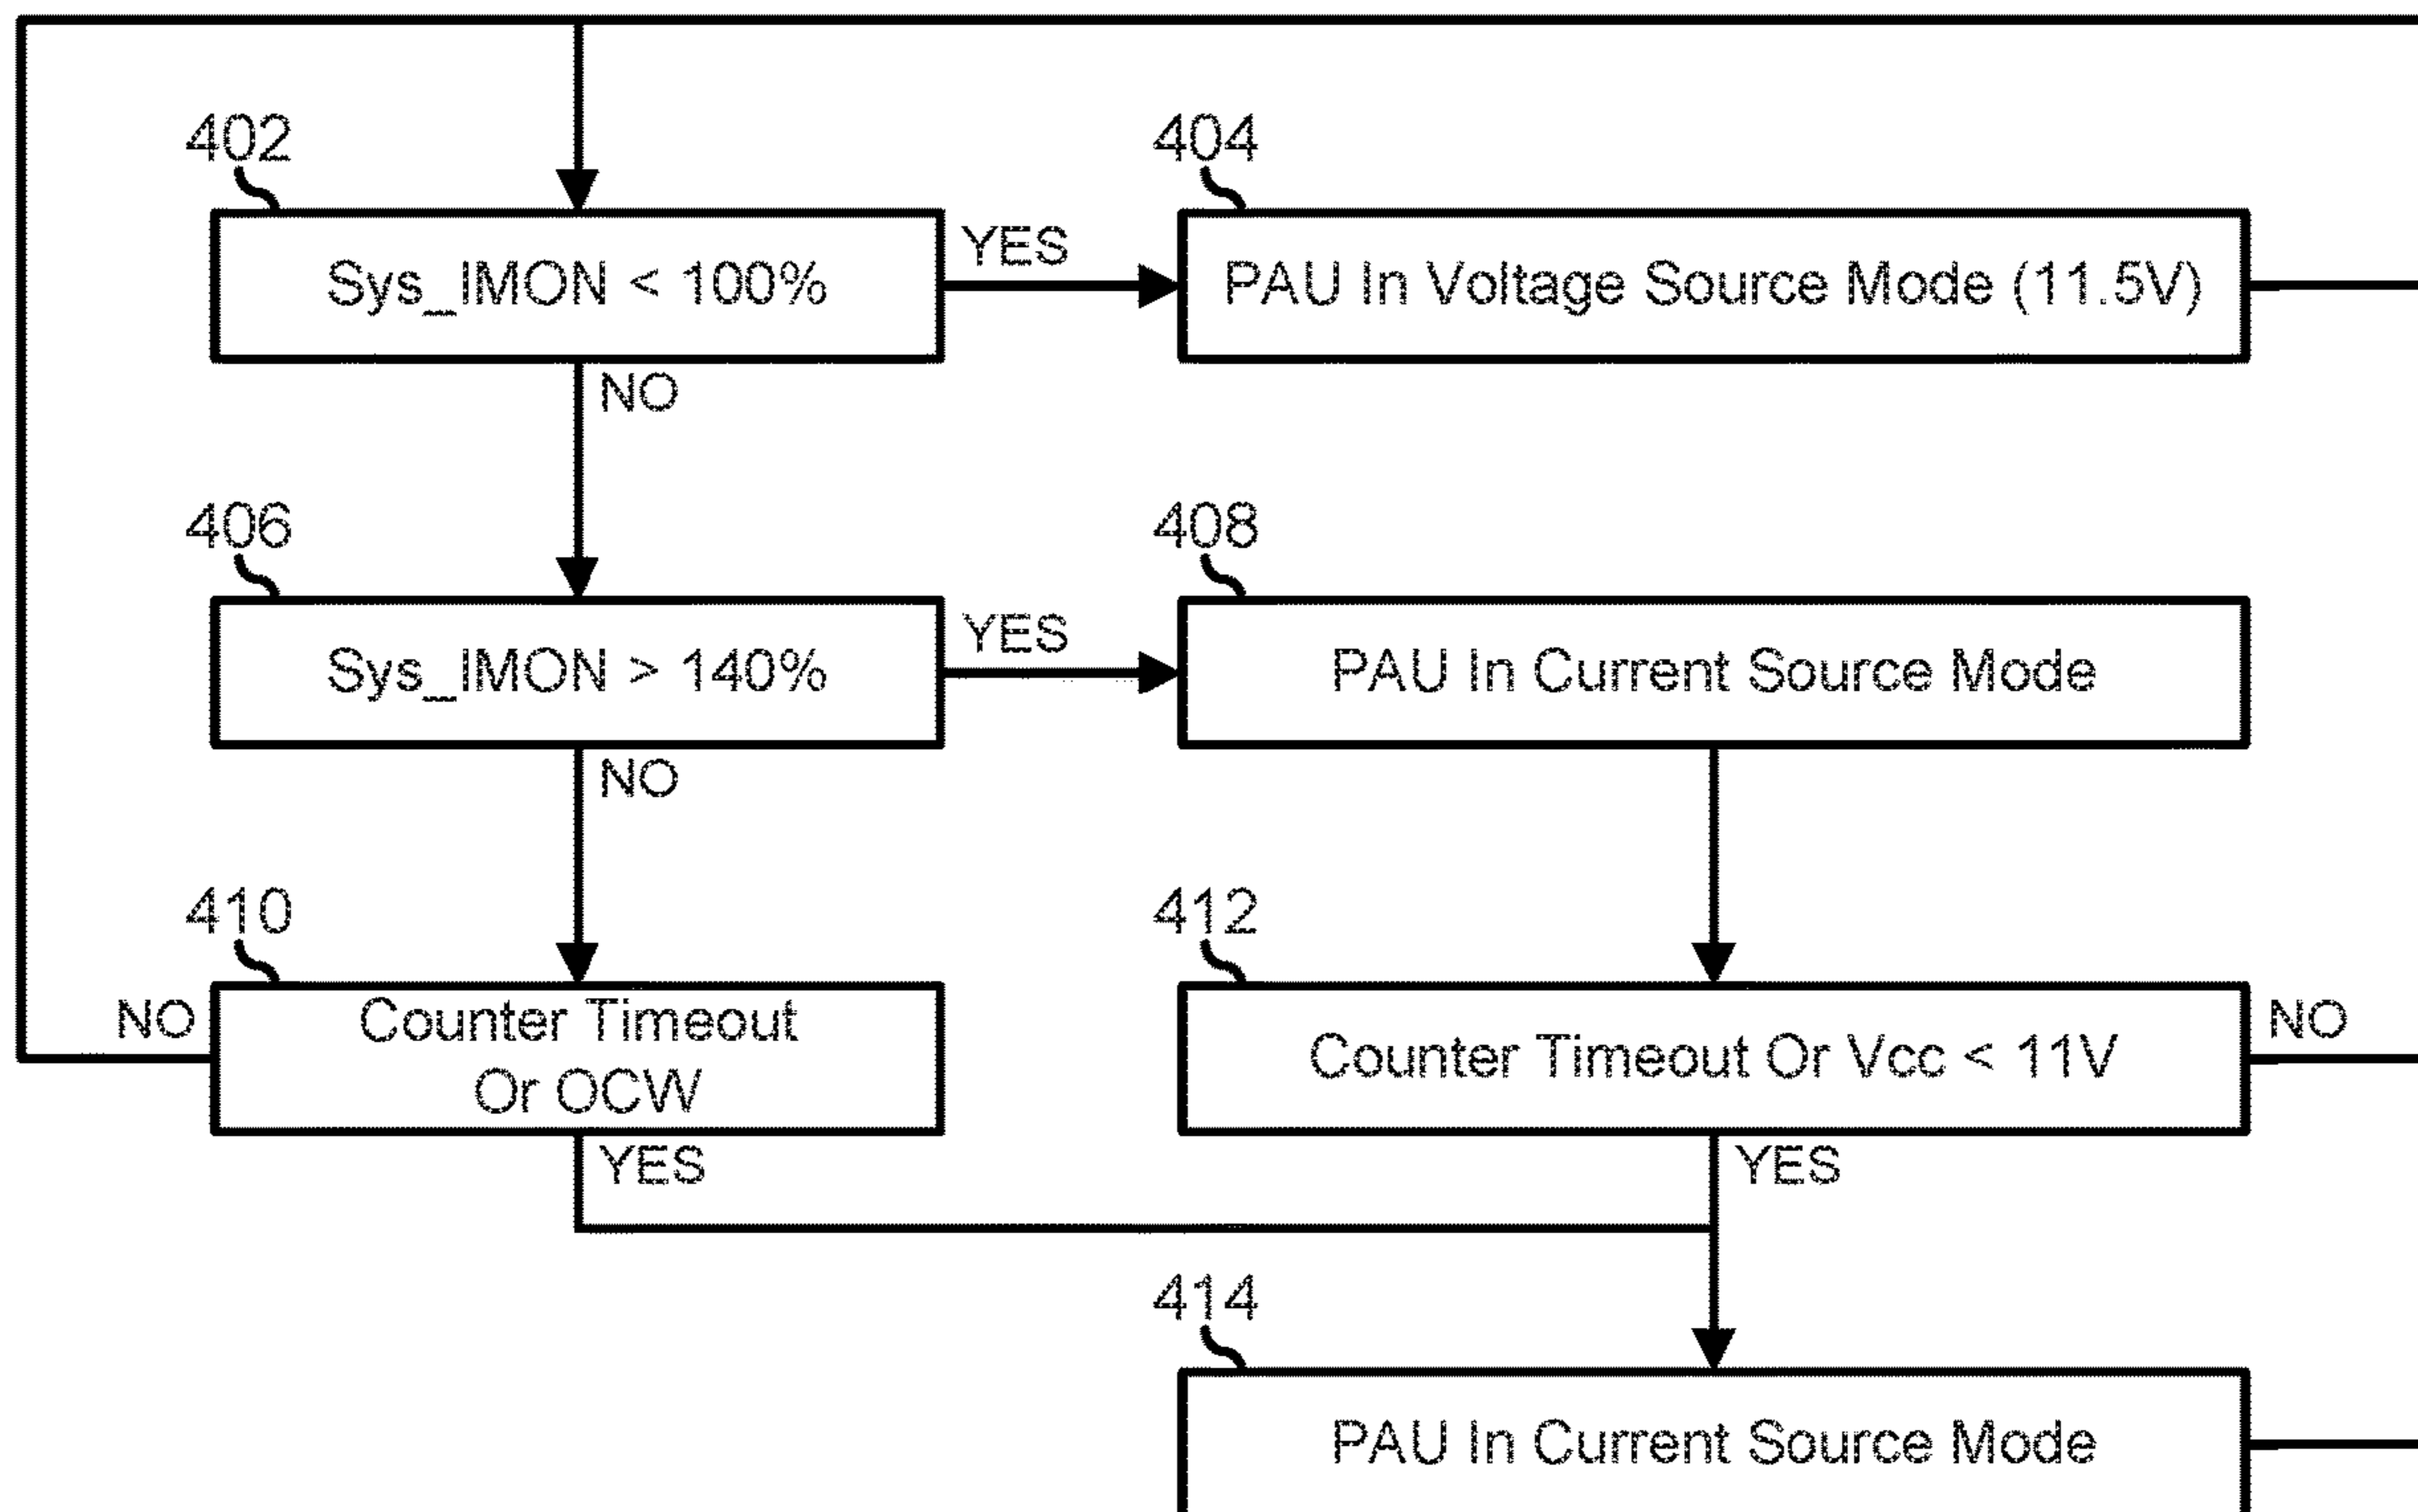 402
404
Sys_IMON < 100%
YES
PAU In Voltage Source Mode (11.5V)
NO
406
408
Sys_IMON > 140%
YES
PAU In Current Source Mode
NO
410
412
NO
Counter Timeout
Or OCW
Counter Timeout Or Vcc < 11V
NO
YES
YES
414
PAU In Current Source Mode